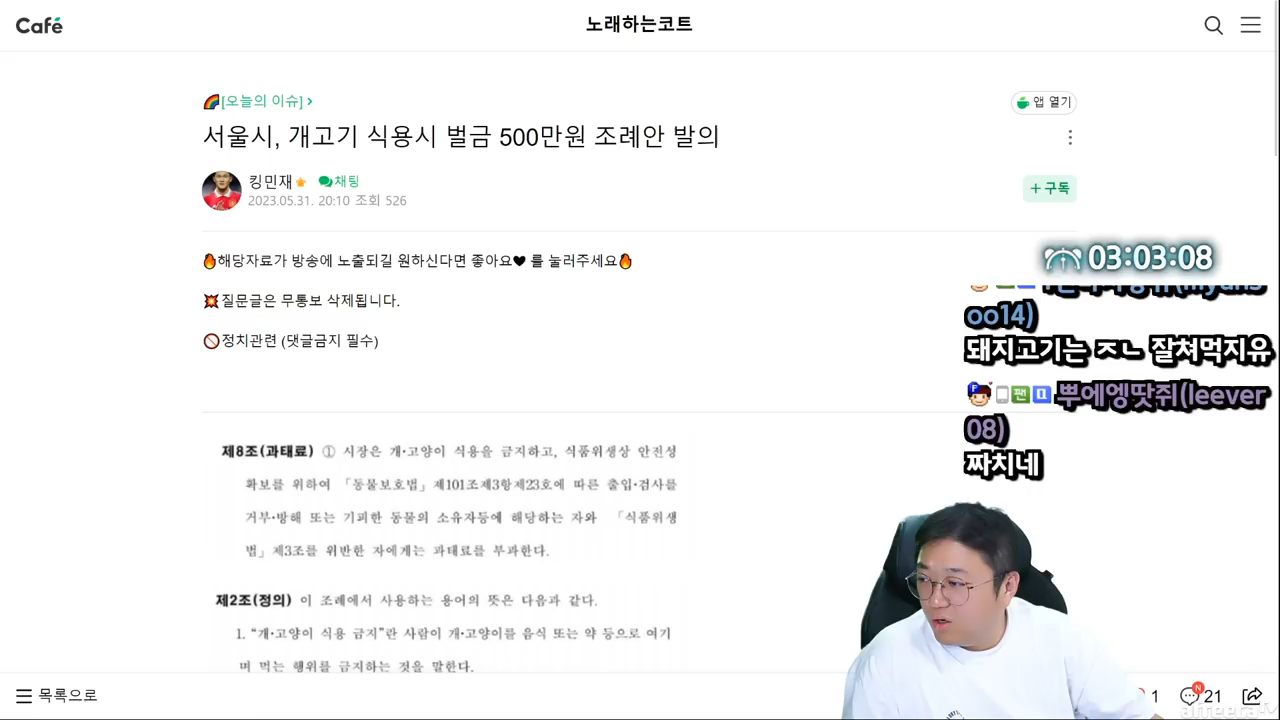 Café
노래하는코트
🌈[오늘의 이슈] >
앱 열기
서울시, 개고기 식용시 벌금 500만원 조례안 발의
킹민재 채팅
2023.05.31. 20:10 조회 526
+ 구독
🔥해당자료가 방송에 노출되길 원하신다면 좋아요🖤 를 눌러주세요🔥
💥질문글은 무통보 삭제됩니다.
🚫정치관련 (댓글금지 필수)
03:03:08
oo14)
돼지고기는 ㅈㄴ 잘쳐먹지유
F 팬 뿌에엥땃쥐(leever
08)
짜치네
제8조(과태료) ① 시장은 개·고양이 식용을 금지하고, 식품위생상 안전성
확보를 위하여 「동물보호법」 제101조제3항제23호에 따른 출입·검사를
거부·방해 또는 기피한 동물의 소유자등에 해당하는 자와 「식품위생
법」제3조를 위반한 자에게는 과태료를 부과한다.
제2조(정의) 이 조례에서 사용하는 용어의 뜻은 다음과 같다.
1. “개·고양이 식용 금지”란 사람이 개·고양이를 음식 또는 약 등으로 여기
며 먹는 행위를 금지하는 것을 말한다.
목록으로
1
N
21
afreecaTV